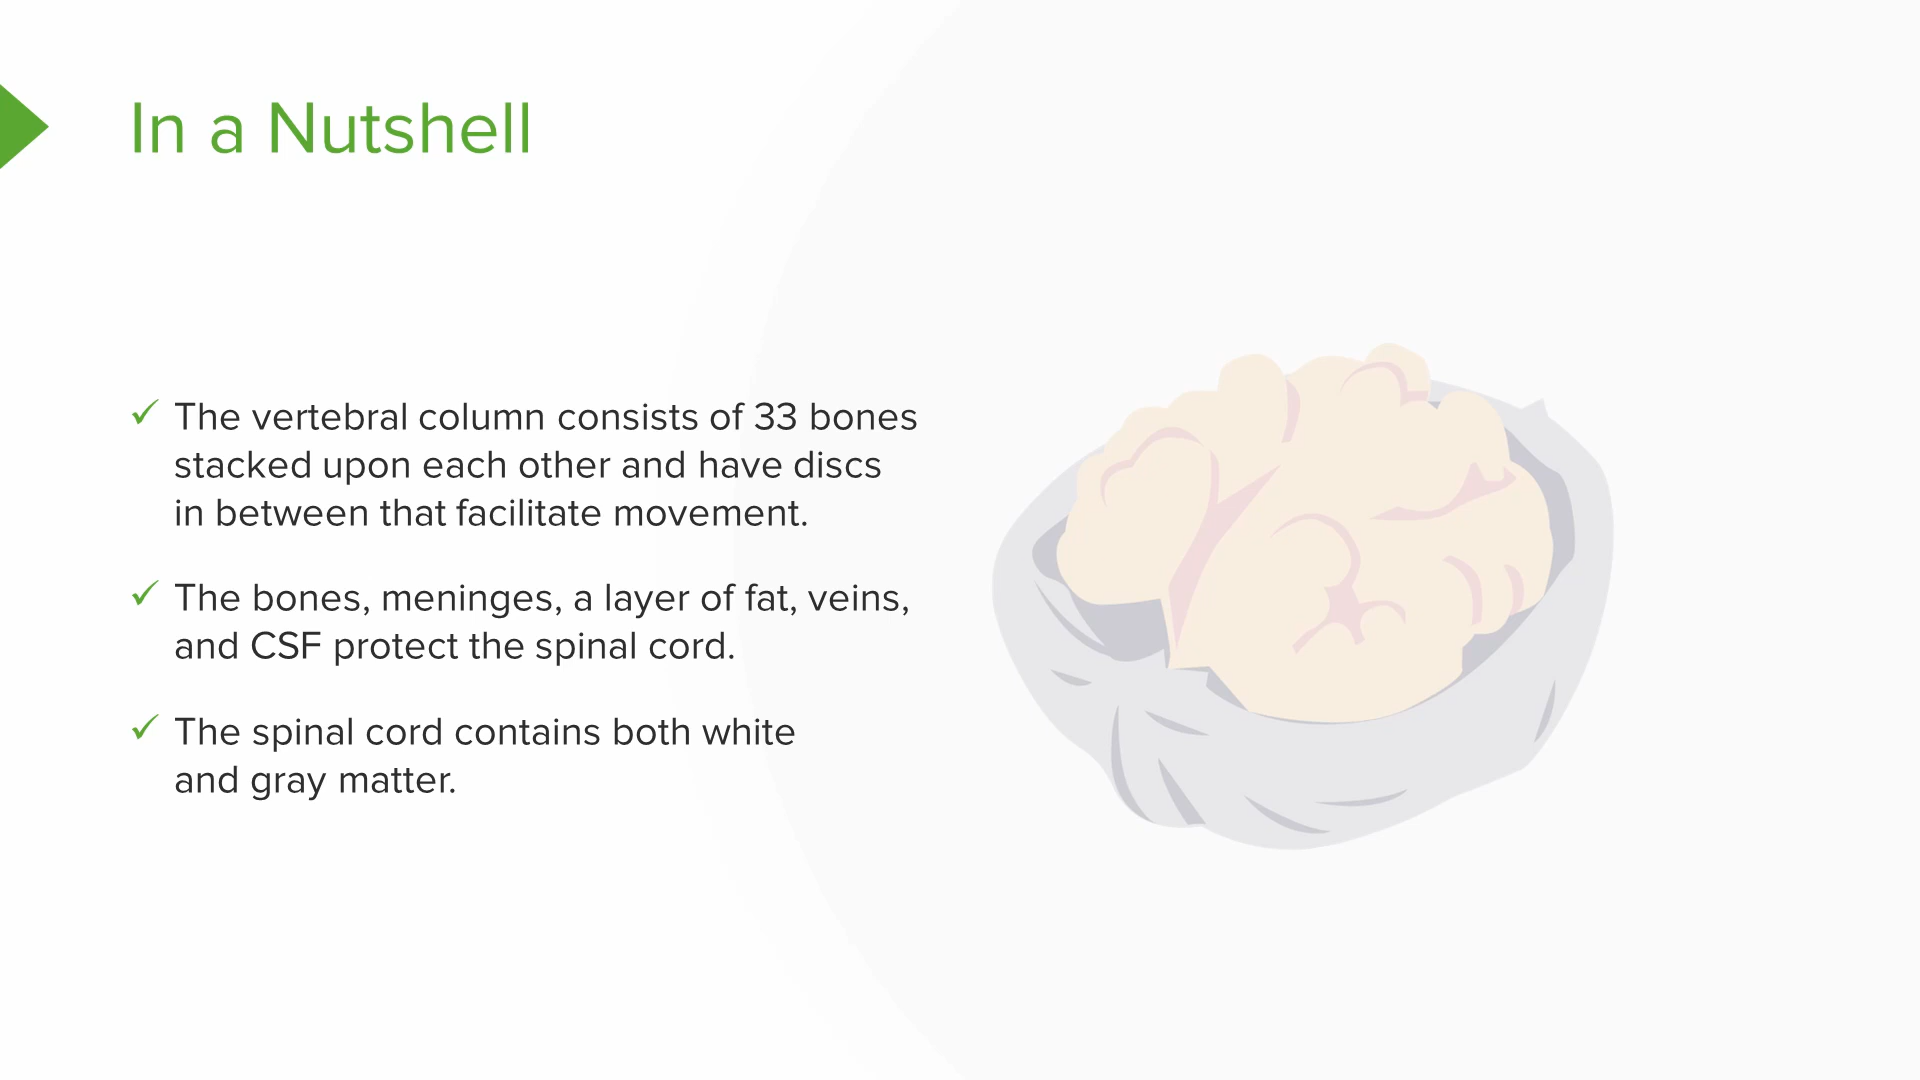 In a Nutshell
The vertebral column consists of 33 bones
stacked upon each other and have discs
in between that facilitate movement.
The bones, meninges, a layer of fat, veins,
and CSF protect the spinal cord.
The spinal cord contains both white
and gray matter.